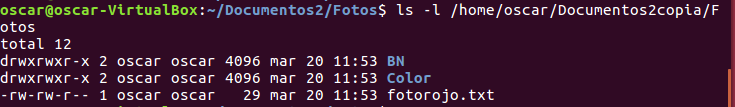 oscar@oscar-VirtualBox:~/Documentos2/Fotos$ ls -l /home/oscar/Documentos2copia/F
otos
total 12
drwxrwxr-x 2 oscar oscar 4096 mar 20 11:53 BN
drwxrwxr-x 2 oscar oscar 4096 mar 20 11:53 Color
-rw-rw-r-- 1 oscar oscar   29 mar 20 11:53 fotorojo.txt